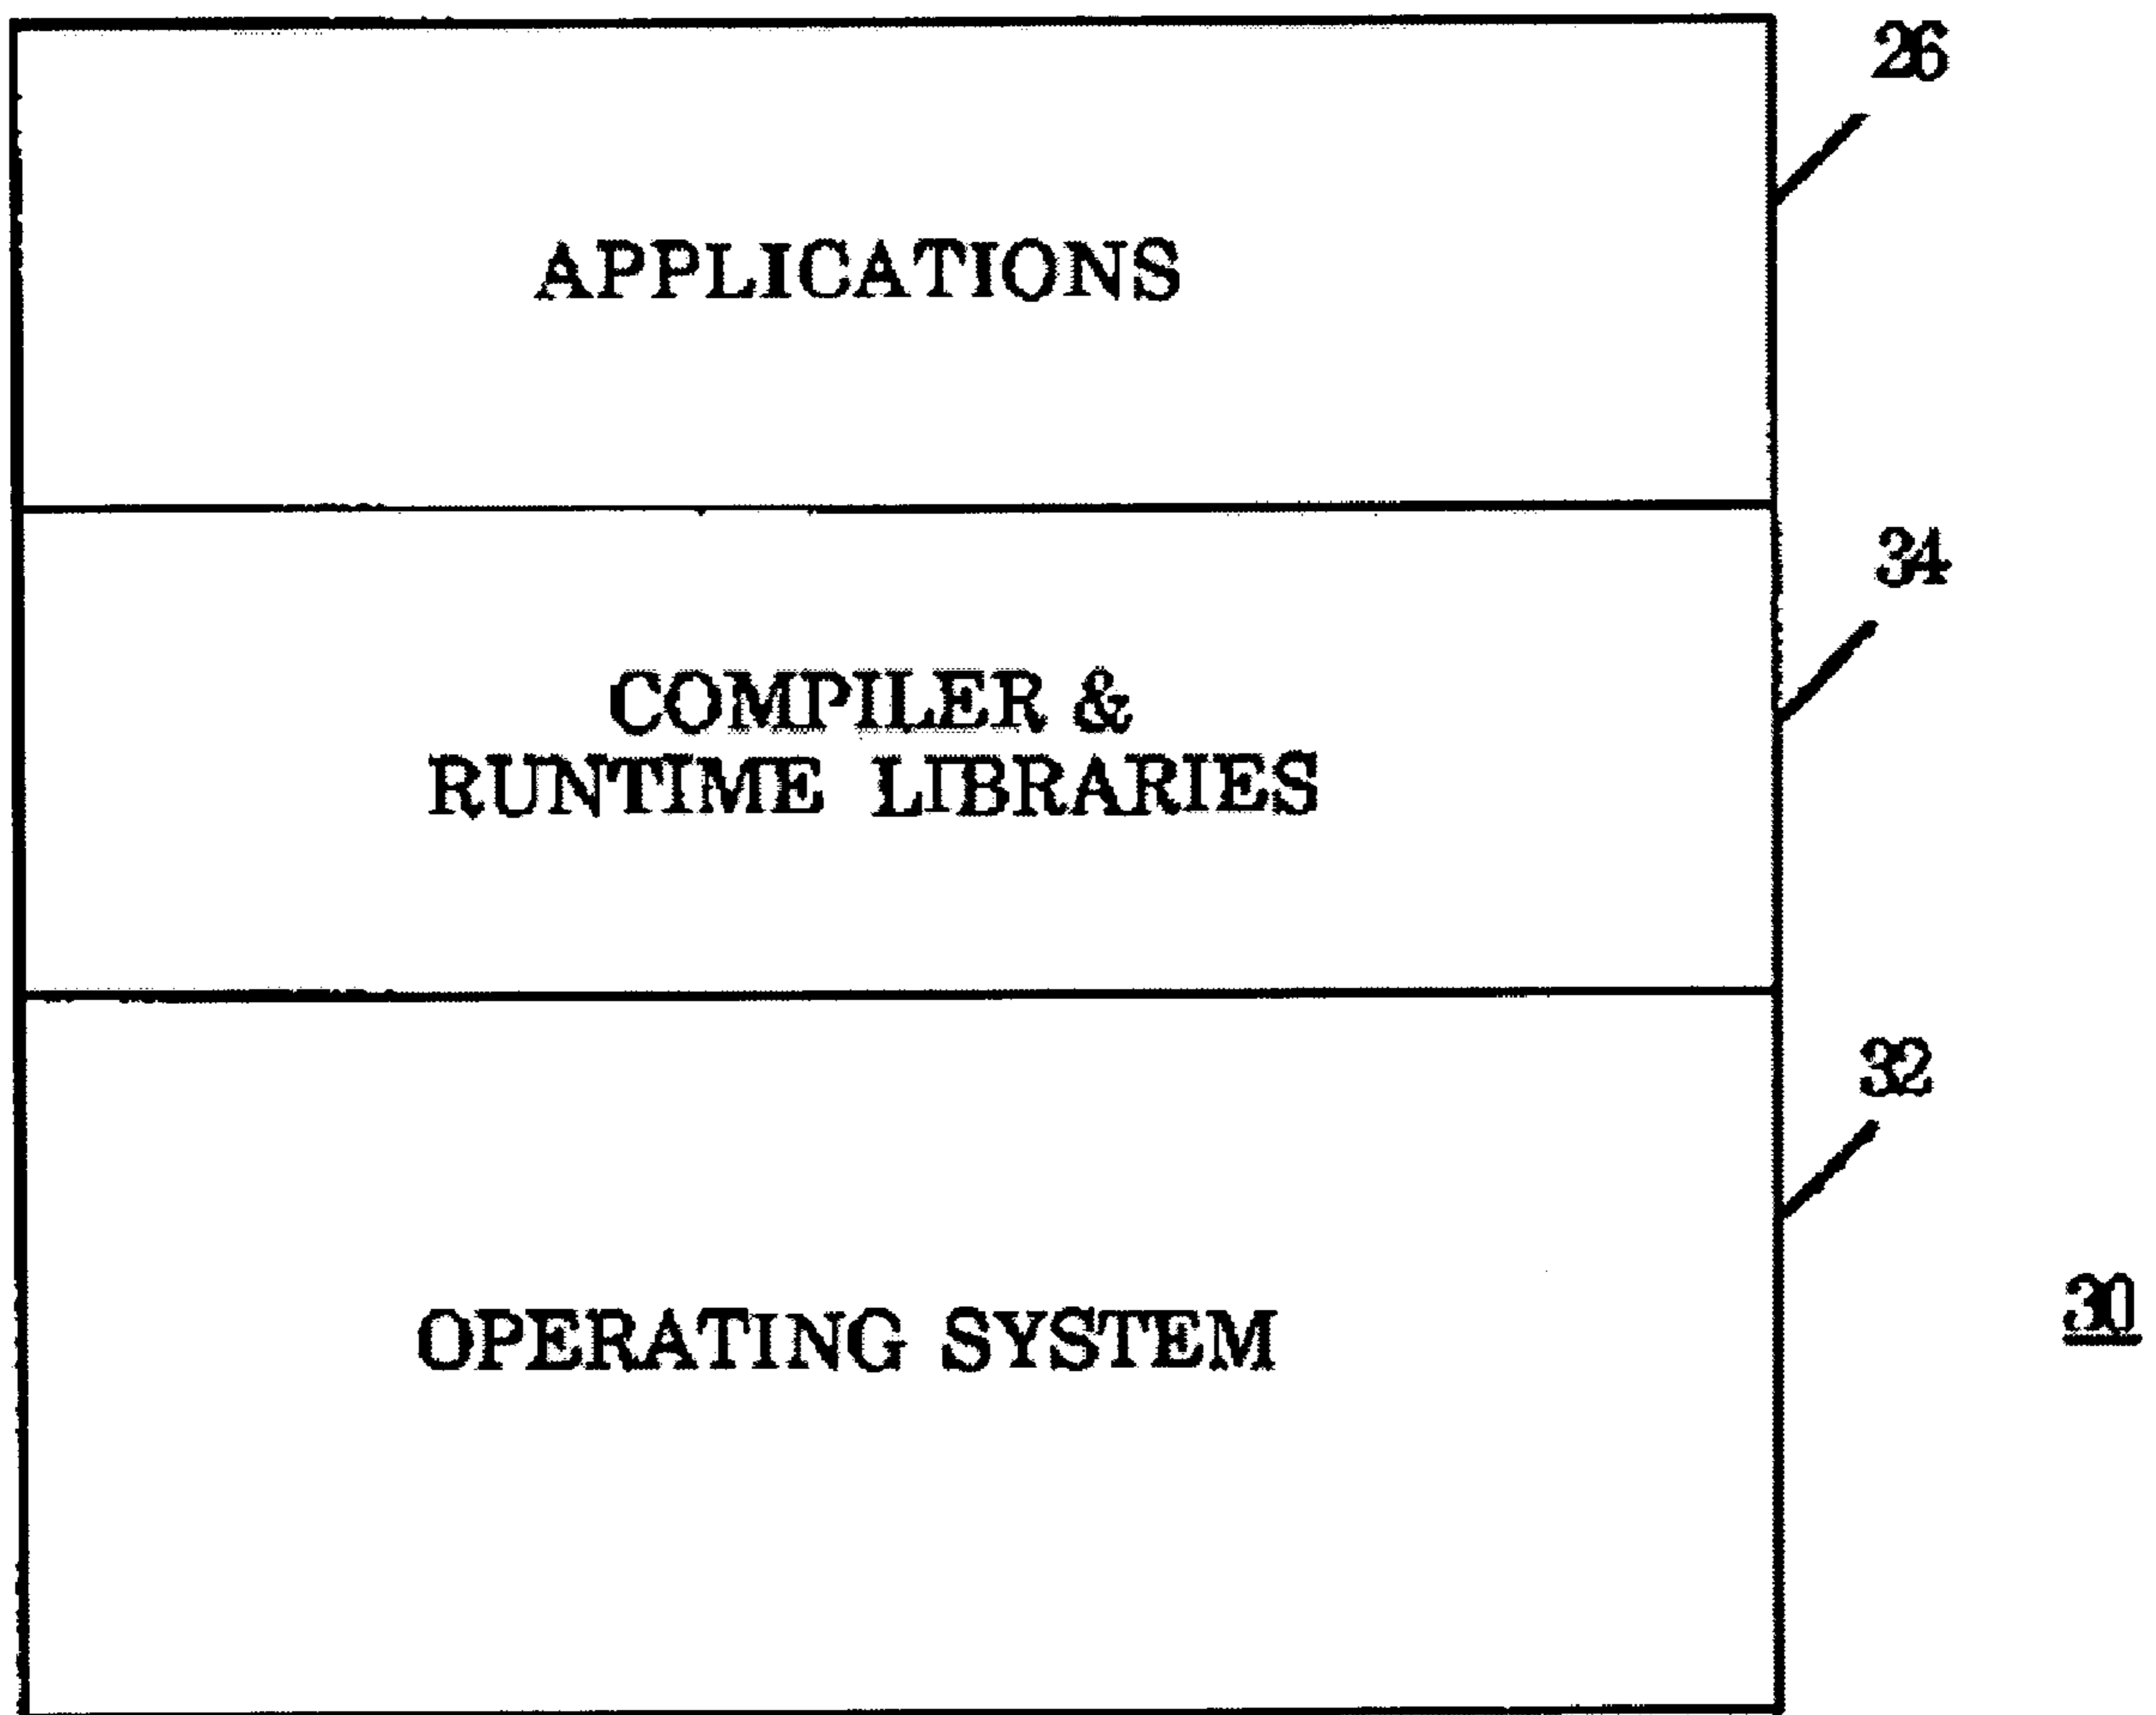 26
APPLICATIONS
34
COMPILER &
RUNTIME LIBRARIES
32
30
OPERATING SYSTEM